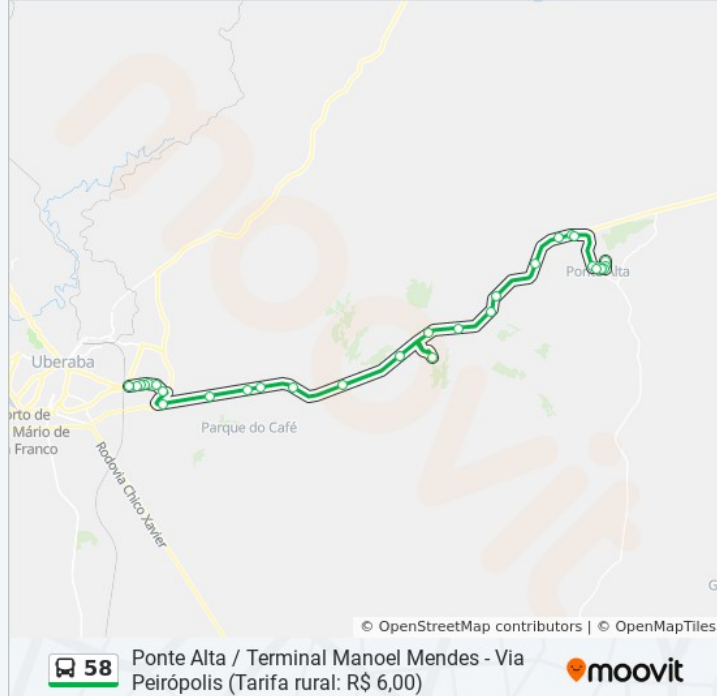 Ponte Alta
Uberaba
orto de
Mário de
Franco
Parque do Café
Rodovia Chico Xavier
moovit
G
© OpenStreetMap contributors | © OpenMapTiles
58
Ponte Alta / Terminal Manoel Mendes - Via
Peirópolis (Tarifa rural: R$ 6,00)
moovit